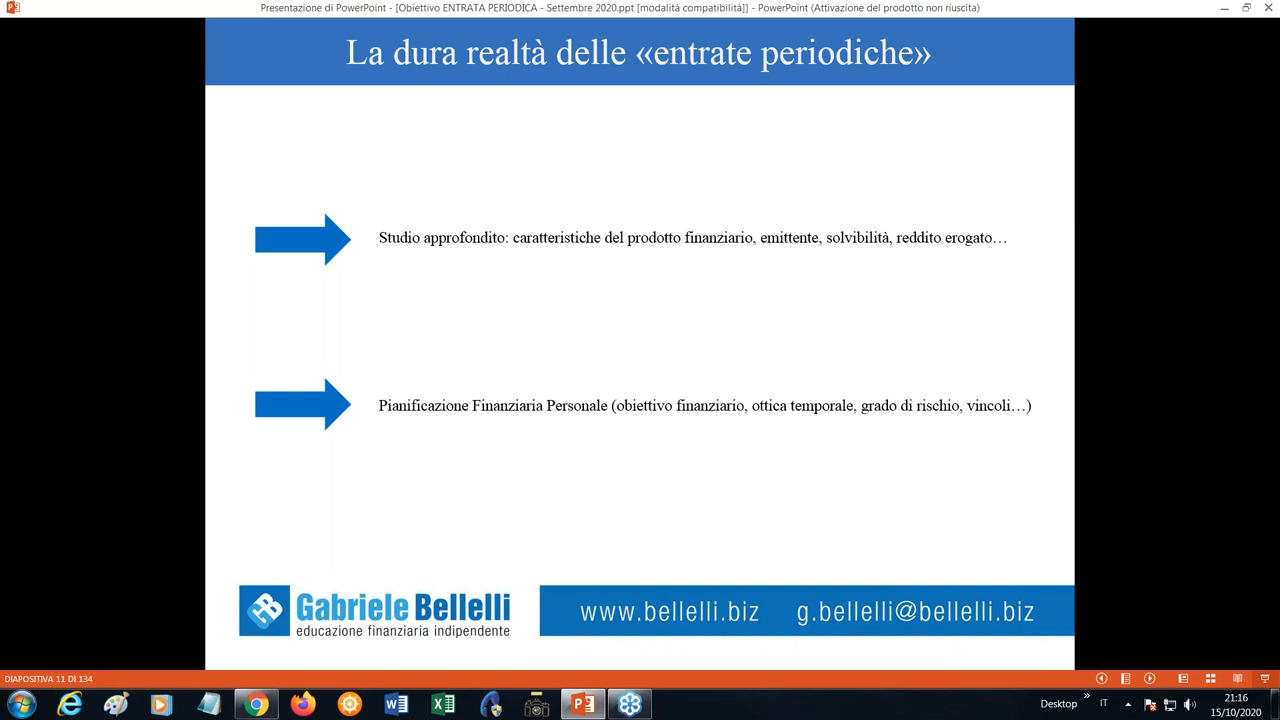 Presentazione di PowerPoint - [Obiettivo ENTRATA PERIODICA - Settembre 2020.ppt [modalità compatibilità]] - PowerPoint (Attivazione del prodotto non riuscita)
La dura realtà delle «entrate periodiche»
Studio approfondito: caratteristiche del prodotto finanziario, emittente, solvibilità, reddito erogato…
Pianificazione Finanziaria Personale (obiettivo finanziario, ottica temporale, grado di rischio, vincoli…)
Gabriele Bellelli
educazione finanziaria indipendente
www.bellelli.biz g.bellelli@bellelli.biz
DIAPOSITIVA 11 DI 134
Desktop
IT
21:16
15/10/2020